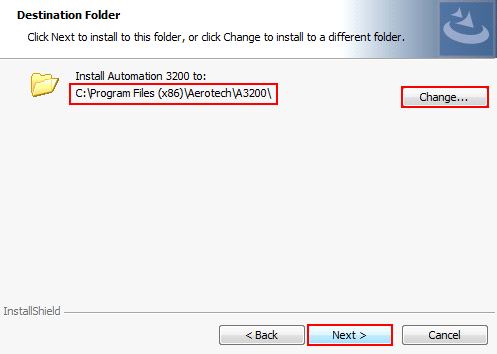 Destination Folder
Click Next to install to this folder, or click Change to install to a different folder.
Install Automation 3200 to:
C:\Program Files (x86)\Aerotech\A3200\
Change...
InstallShield
< Back
Next >
Cancel